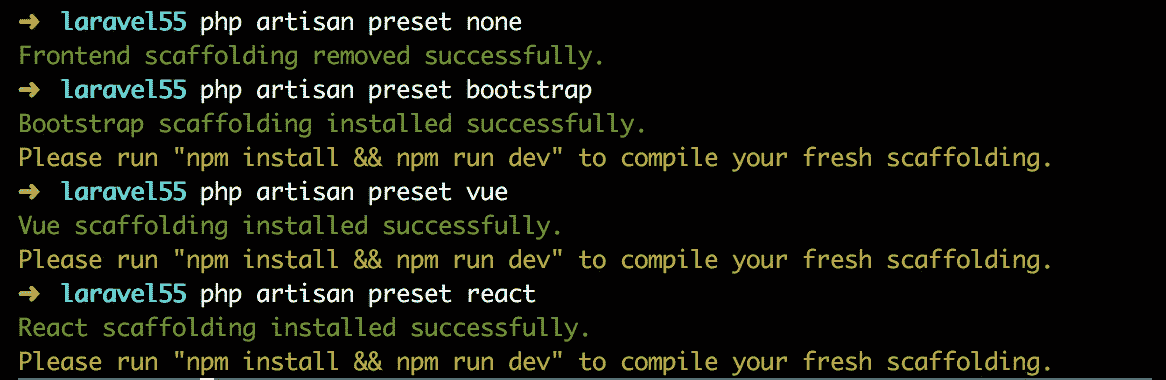 ➜ laravel55 php artisan preset none
Frontend scaffolding removed successfully.
➜ laravel55 php artisan preset bootstrap
Bootstrap scaffolding installed successfully.
Please run "npm install && npm run dev" to compile your fresh scaffolding.
➜ laravel55 php artisan preset vue
Vue scaffolding installed successfully.
Please run "npm install && npm run dev" to compile your fresh scaffolding.
➜ laravel55 php artisan preset react
React scaffolding installed successfully.
Please run "npm install && npm run dev" to compile your fresh scaffolding.